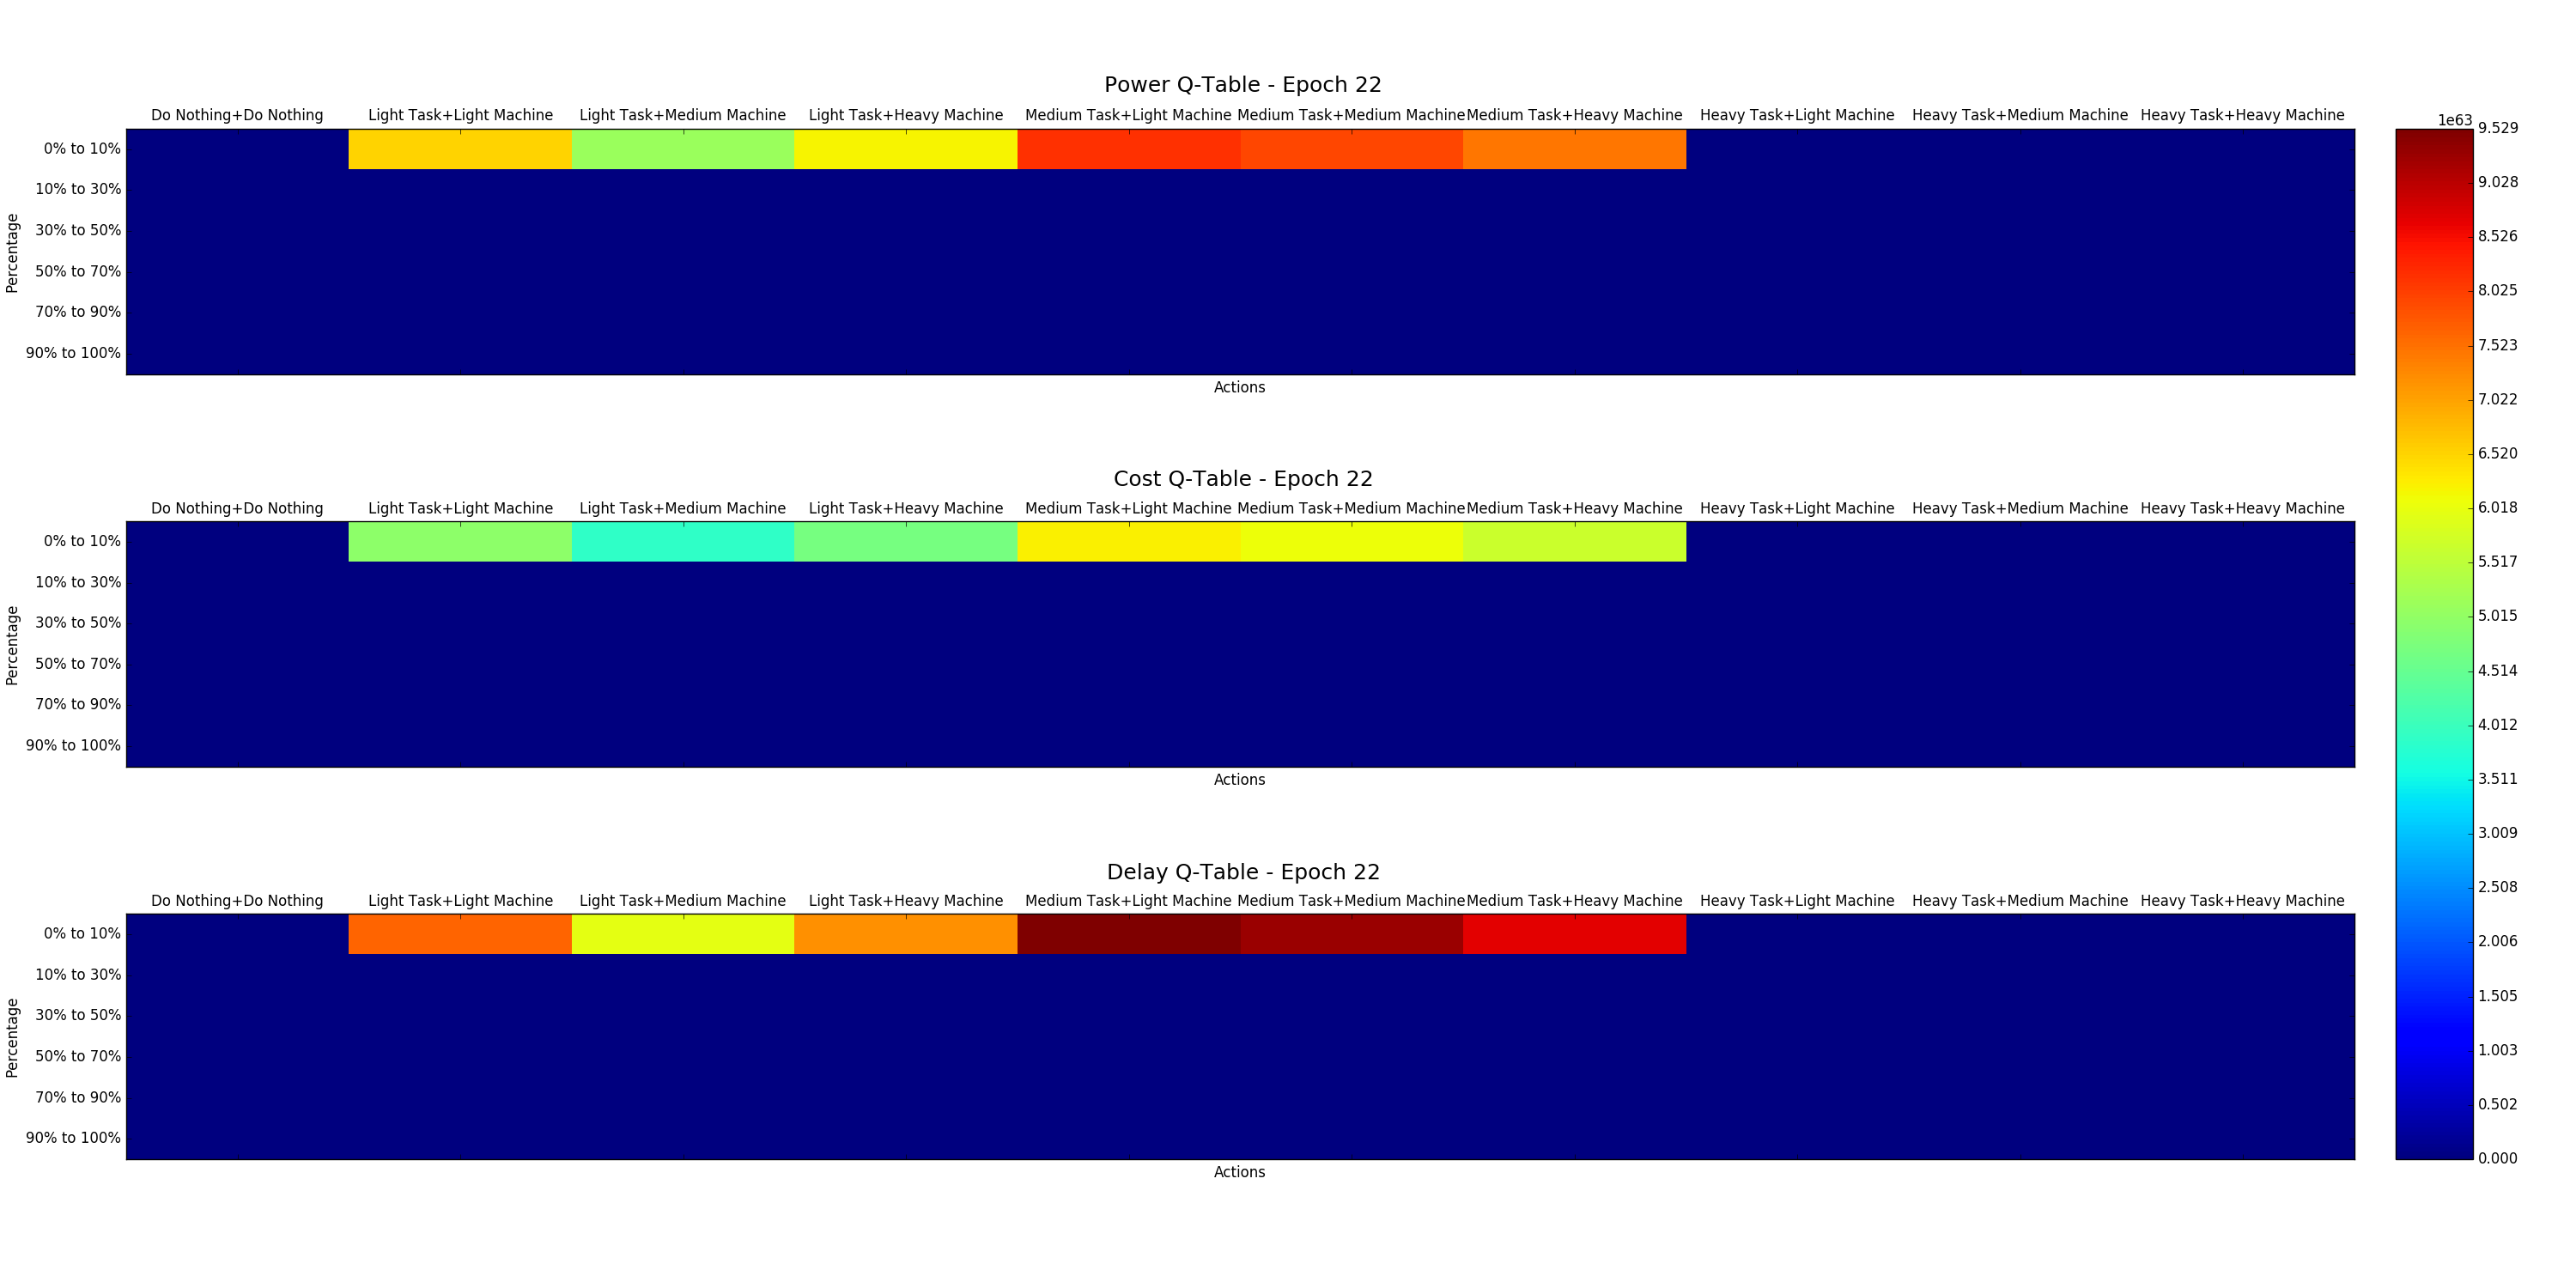 Power Q-Table - Epoch 22
Do Nothing+Do Nothing Light Task+Light Machine Light Task+Medium Machine Light Task+Heavy Machine Medium Task+Light Machine Medium Task+Medium Machine Medium Task+Heavy Machine Heavy Task+Light Machine Heavy Task+Medium Machine Heavy Task+Heavy Machine
Percentage
0% to 10%
10% to 30%
30% to 50%
50% to 70%
70% to 90%
90% to 100%
Actions
Cost Q-Table - Epoch 22
Do Nothing+Do Nothing Light Task+Light Machine Light Task+Medium Machine Light Task+Heavy Machine Medium Task+Light Machine Medium Task+Medium Machine Medium Task+Heavy Machine Heavy Task+Light Machine Heavy Task+Medium Machine Heavy Task+Heavy Machine
Percentage
0% to 10%
10% to 30%
30% to 50%
50% to 70%
70% to 90%
90% to 100%
Actions
Delay Q-Table - Epoch 22
Do Nothing+Do Nothing Light Task+Light Machine Light Task+Medium Machine Light Task+Heavy Machine Medium Task+Light Machine Medium Task+Medium Machine Medium Task+Heavy Machine Heavy Task+Light Machine Heavy Task+Medium Machine Heavy Task+Heavy Machine
Percentage
0% to 10%
10% to 30%
30% to 50%
50% to 70%
70% to 90%
90% to 100%
Actions
1e63
9.529
9.028
8.526
8.025
7.523
7.022
6.520
6.018
5.517
5.015
4.514
4.012
3.511
3.009
2.508
2.006
1.505
1.003
0.502
0.000